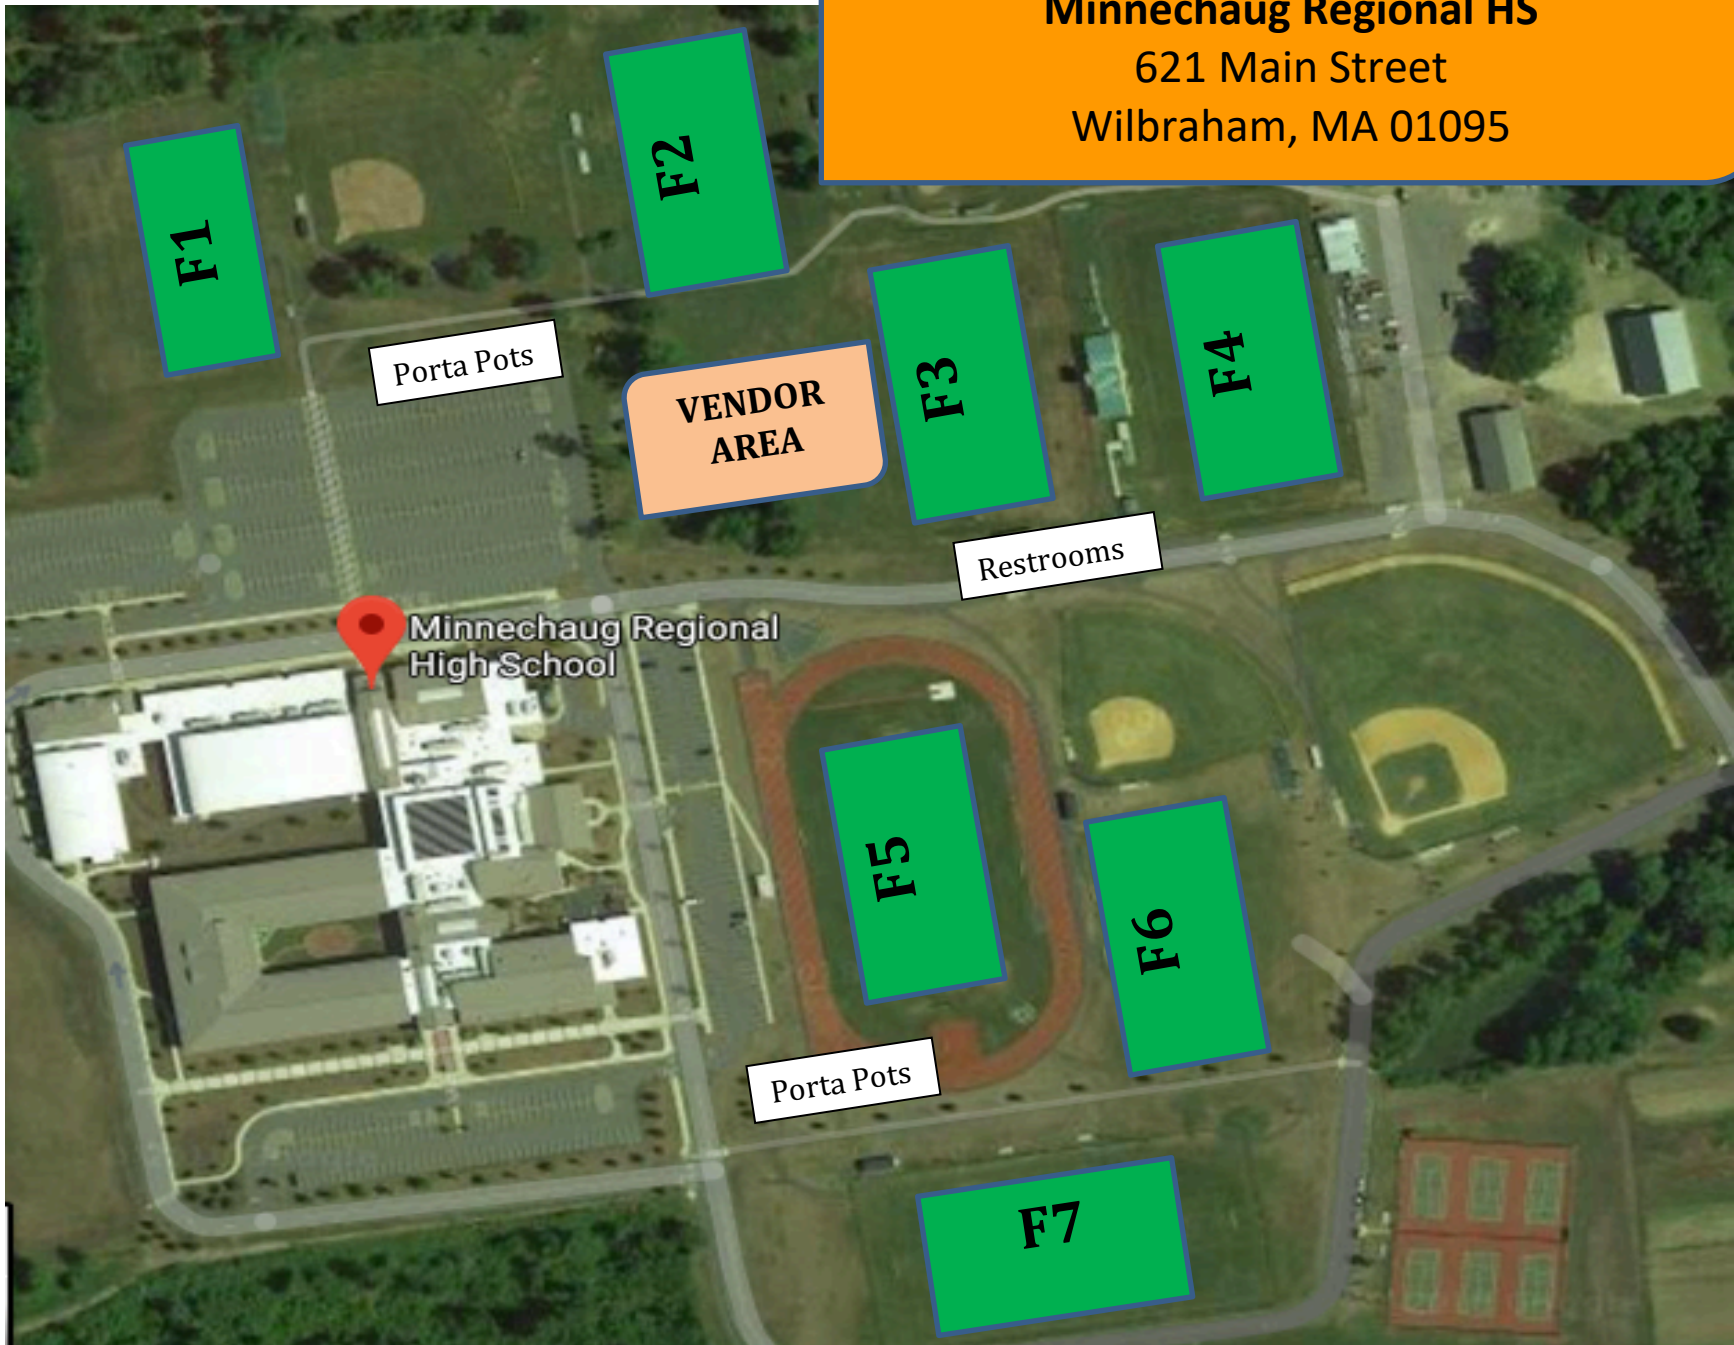 Minnechaug Regional HS
621 Main Street
Wilbraham, MA 01095
F1
F2
F3
F4
Porta Pots
VENDOR
AREA
Restrooms
Minnechaug Regional
High School
F5
F6
Porta Pots
F7